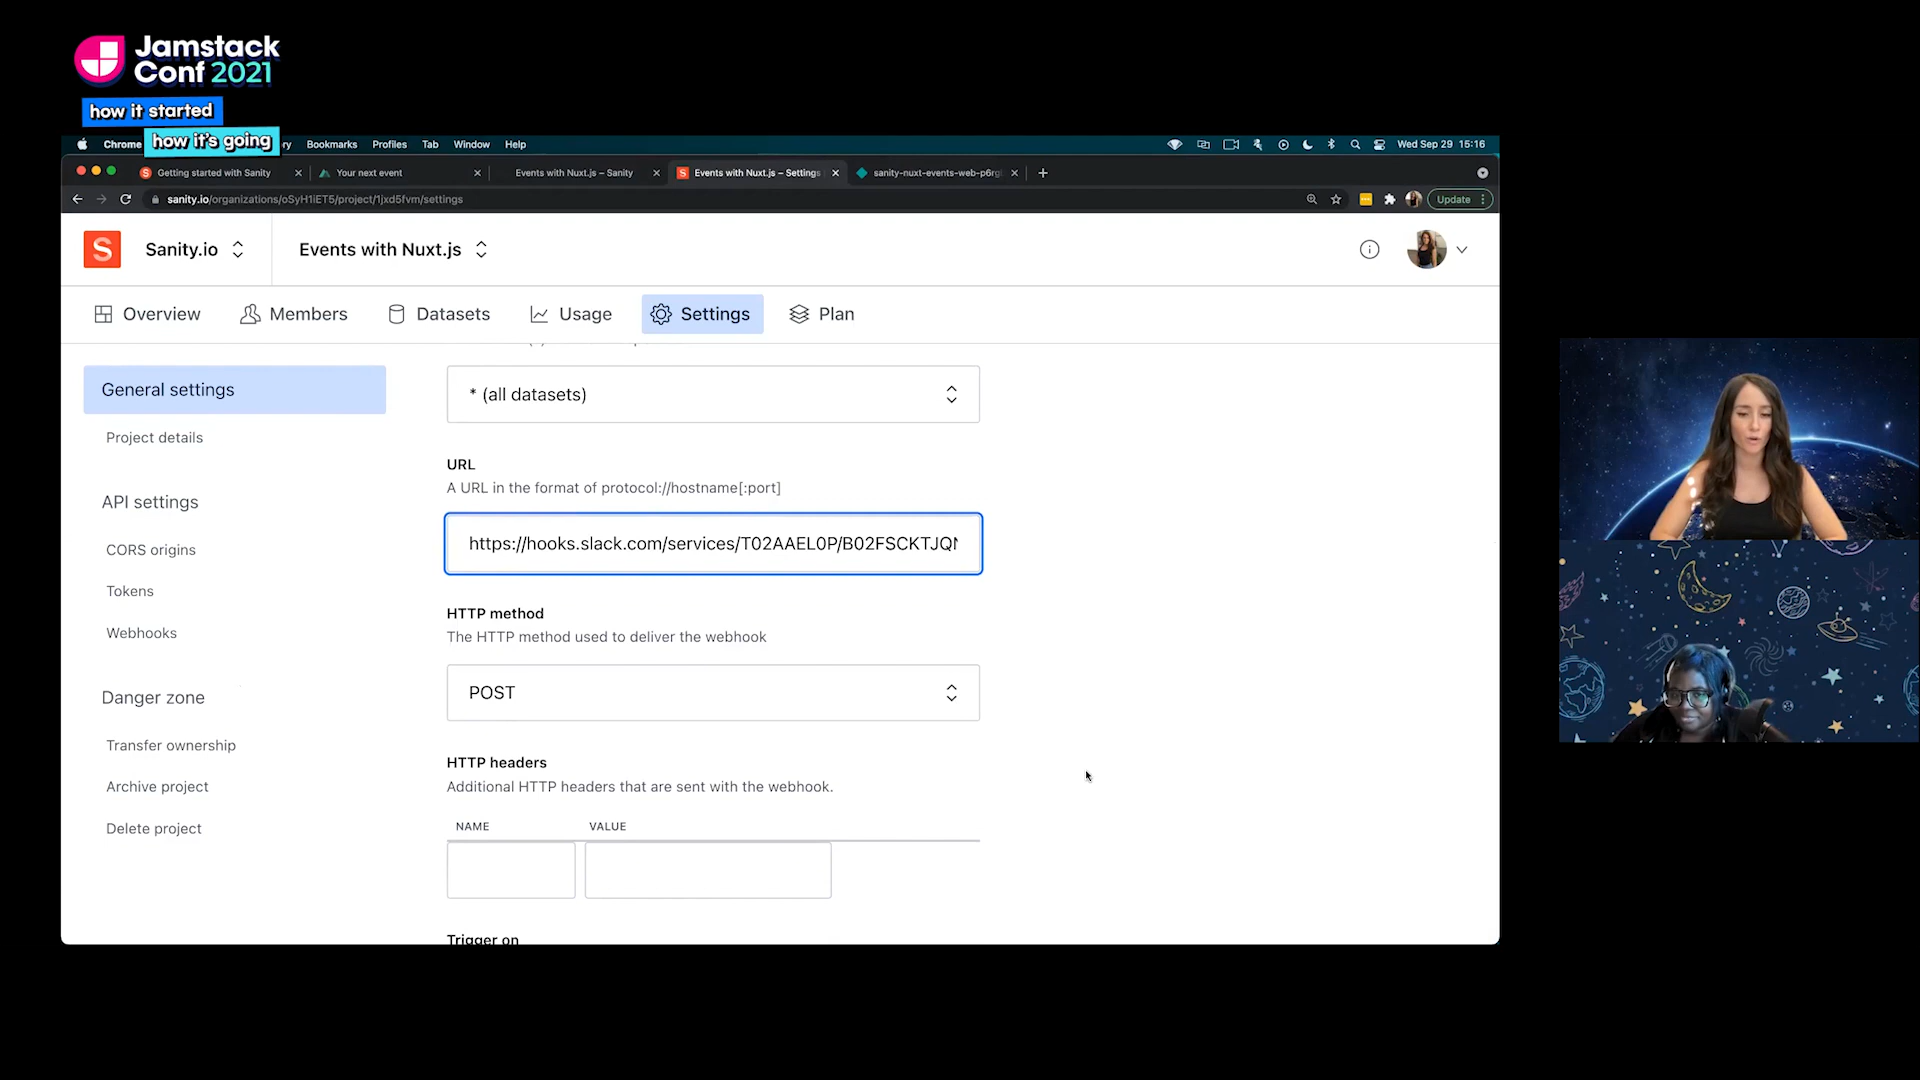 Jamstack
Conf 2021
how it started
how it's going
Chrome
Bookmarks Profiles Tab Window Help
Wed Sep 29 15:16
Getting started with Sanity
Your next event
Events with Nuxt.js – Sanity
Events with Nuxt.js – Settings
sanity-nuxt-events-web-p6rg
sanity.io/organizations/oSyH1iET5/project/1jxd5fvm/settings
Update
S
Sanity.io
Events with Nuxt.js
Overview
Members
Datasets
Usage
Settings
Plan
General settings
Project details
API settings
CORS origins
Tokens
Webhooks
Danger zone
Transfer ownership
Archive project
Delete project
* (all datasets)
URL
A URL in the format of protocol://hostname[:port]
https://hooks.slack.com/services/T02AAEL0P/B02FSCKTJQ
HTTP method
The HTTP method used to deliver the webhook
POST
HTTP headers
Additional HTTP headers that are sent with the webhook.
NAME VALUE
Trigger on